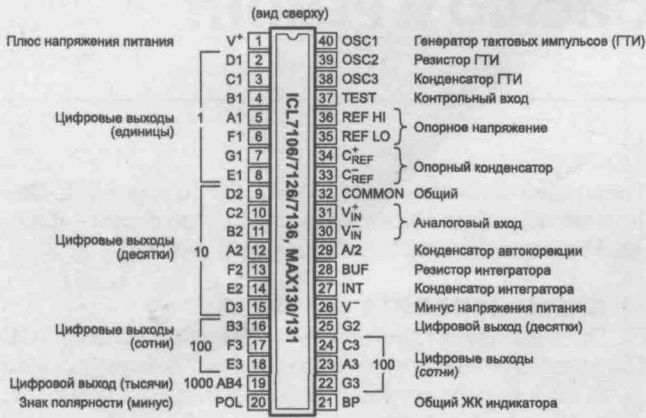 (вид сверху)
Плюс напряжения питания V⁺ 1 40 OSC1 Генератор тактовых импульсов (ГТИ)
D1 2 39 OSC2 Резистор ГТИ
C1 3 38 OSC3 Конденсатор ГТИ
B1 4 37 TEST Контрольный вход
Цифровые выходы 1 A1 5 36 REF HI
(единицы) F1 6 35 REF LO Опорное напряжение
G1 7 34 C⁺REF
E1 8 33 C⁻REF Опорный конденсатор
D2 9 32 COMMON Общий
C2 10 31 V⁺IN
B2 11 30 V⁻IN Аналоговый вход
Цифровые выходы 10 A2 12 29 A/Z Конденсатор автокорекции
(десятки) F2 13 28 BUF Резистор интегратора
E2 14 27 INT Конденсатор интегратора
D3 15 26 V⁻ Минус напряжения питания
Цифровые выходы B3 16 25 G2 Цифровой выход (десятки)
(сотни) 100 F3 17 24 C3
E3 18 23 A3 100 Цифровые выходы
(сотни)
Цифровой выход (тысячи) 1000 AB4 19 22 G3
Знак полярности (минус) POL 20 21 BP Общий ЖК индикатора
ICL7106/7126/7136, MAX130/131